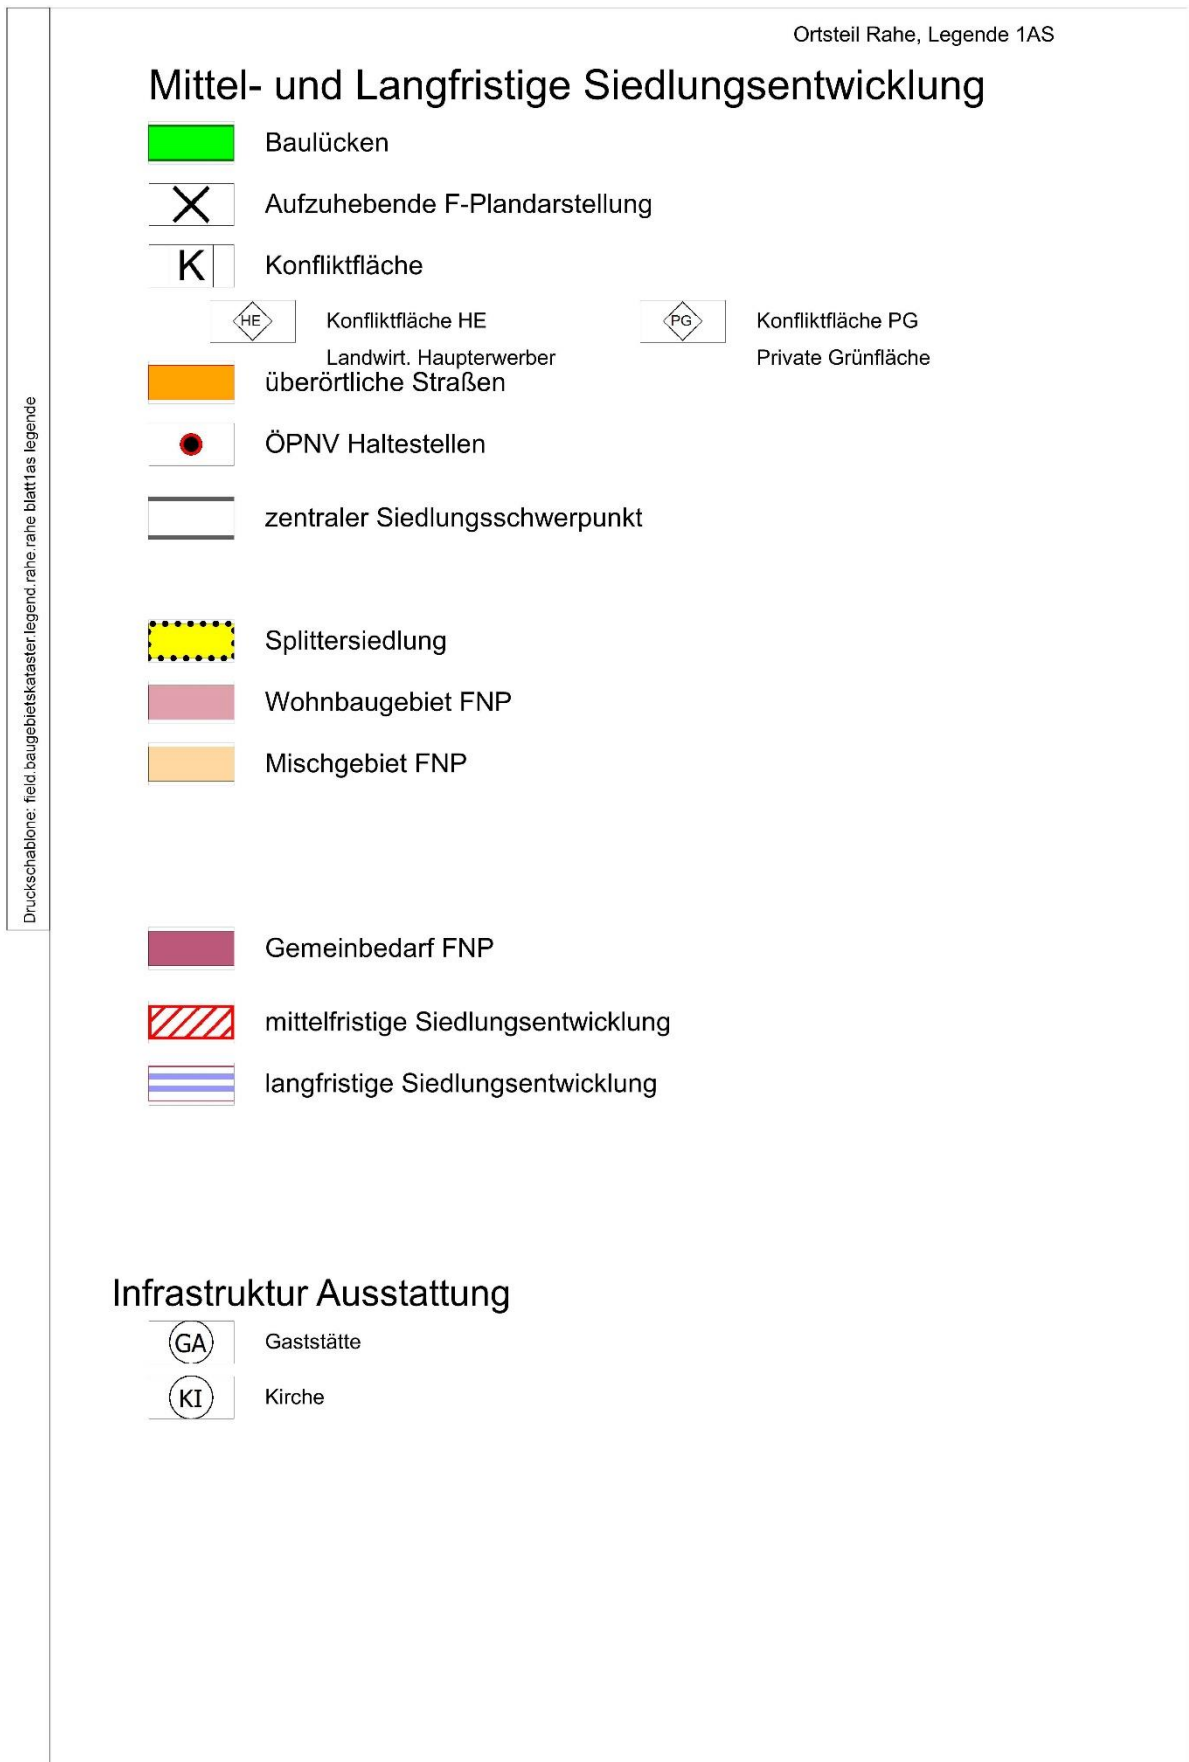 Ortsteil Rahe, Legende 1AS
Mittel- und Langfristige Siedlungsentwicklung
Baulücken
Aufzuhebende F-Plandarstellung
K
Konfliktfläche
HE
Konfliktfläche HE
Landwirt. Haupterwerber
PG
Konfliktfläche PG
Private Grünfläche
überörtliche Straßen
ÖPNV Haltestellen
zentraler Siedlungsschwerpunkt
Splittersiedlung
Wohnbaugebiet FNP
Mischgebiet FNP
Gemeinbedarf FNP
mittelfristige Siedlungsentwicklung
langfristige Siedlungsentwicklung
Infrastruktur Ausstattung
GA
Gaststätte
KI
Kirche
Druckschablone: field.baugebietskataster.legend.rahe.rahe blatt1as legende